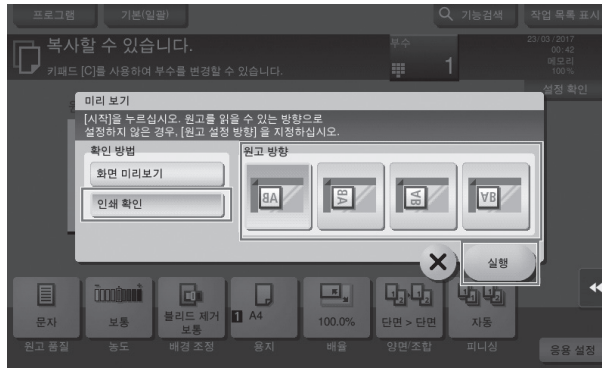 프로그램
기본(일괄)
기능검색
작업 목록 표시
복사할 수 있습니다.
키패드 [C]를 사용하여 부수를 변경할 수 있습니다.
부수
1
23/03/2017
00:42
메모리
100%
설정 확인
미리 보기
[시작]을 누르십시오. 원고를 읽을 수 있는 방향으로
설정하지 않은 경우, [원고 설정 방향] 을 지정하십시오.
확인 방법
화면 미리보기
인쇄 확인
원고 방향
실행
문자
보통
블리드 제거
보통
1 A4
100.0%
단면 > 단면
자동
원고 품질
농도
배경 조정
용지
배율
양면/조합
피니싱
응용 설정